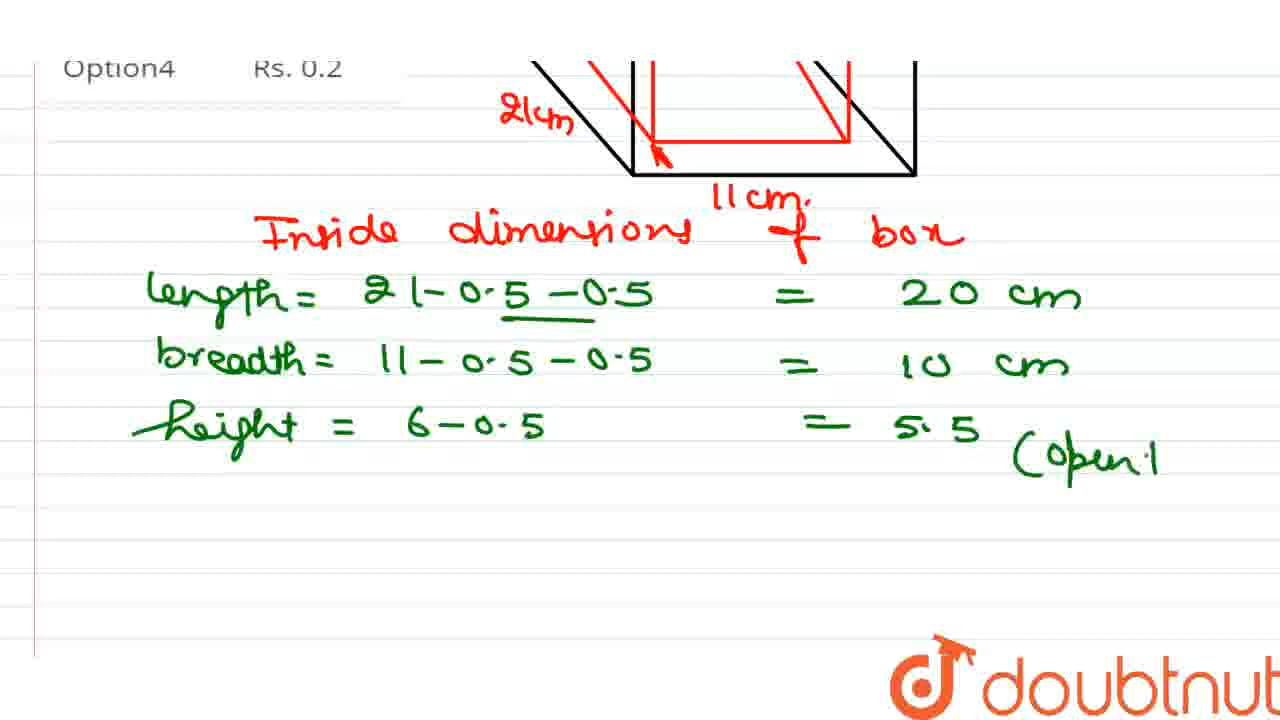 Option4 Rs. 0.2
21cm
11cm.
Inside dimensions of box
length = 21-0.5-0.5 = 20 cm
breadth = 11-0.5-0.5 = 10 cm
height = 6-0.5 = 5.5 (open.
doubtnut